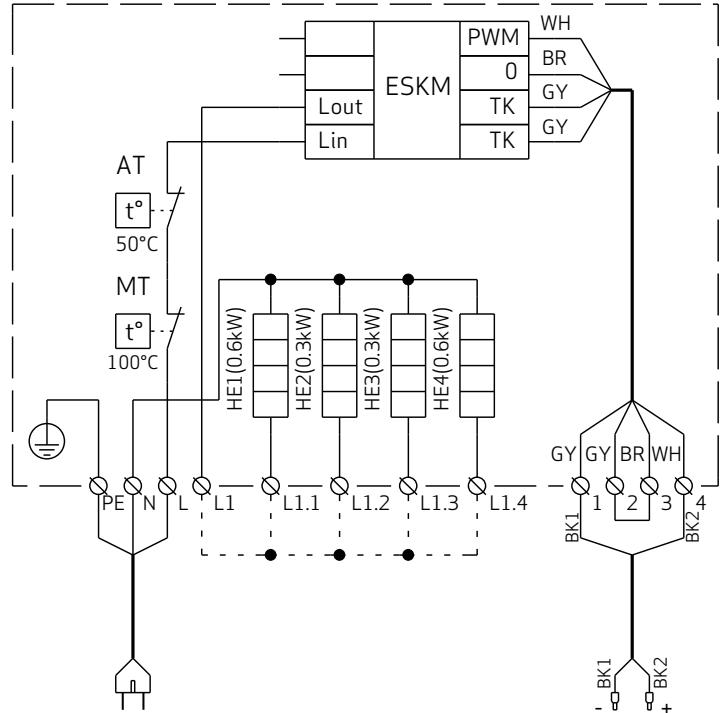 PWM WH
ESKM 0 BR
Lout TK GY
Lin TK GY
AT
t°
50°C
MT
t°
100°C
HE1(0.6kW)
HE2(0.3kW)
HE3(0.3kW)
HE4(0.6kW)
GY GY BR WH
PE N L L1 L1.1 L1.2 L1.3 L1.4 1 2 3 4
BK1 BK2
BK1 BK2
- +